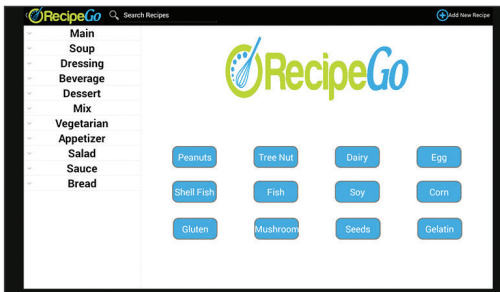 RecipeGo Search Recipes Add New Recipe
Main
Soup
Dressing
Beverage
Dessert
Mix
Vegetarian
Appetizer
Salad
Sauce
Bread
RecipeGo
Peanuts Tree Nut Dairy Egg
Shell Fish Fish Soy Corn
Gluten Mushroom Seeds Gelatin